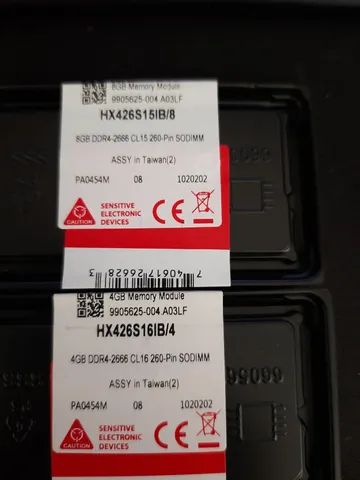 8GB Memory Module
9905625-004.A03LF
HX426S15IB/8
8GB DDR4-2666 CL15 260-Pin SODIMM
ASSY in Taiwan(2)
PA0454M 08 1020202
CAUTION
SENSITIVE
ELECTRONIC
DEVICES
CE
7 40617 26628 3
4GB Memory Module
9905625-004.A03LF
HX426S16IB/4
4GB DDR4-2666 CL16 260-Pin SODIMM
ASSY in Taiwan(2)
PA0454M 08 1020202
CAUTION
SENSITIVE
ELECTRONIC
DEVICES
CE